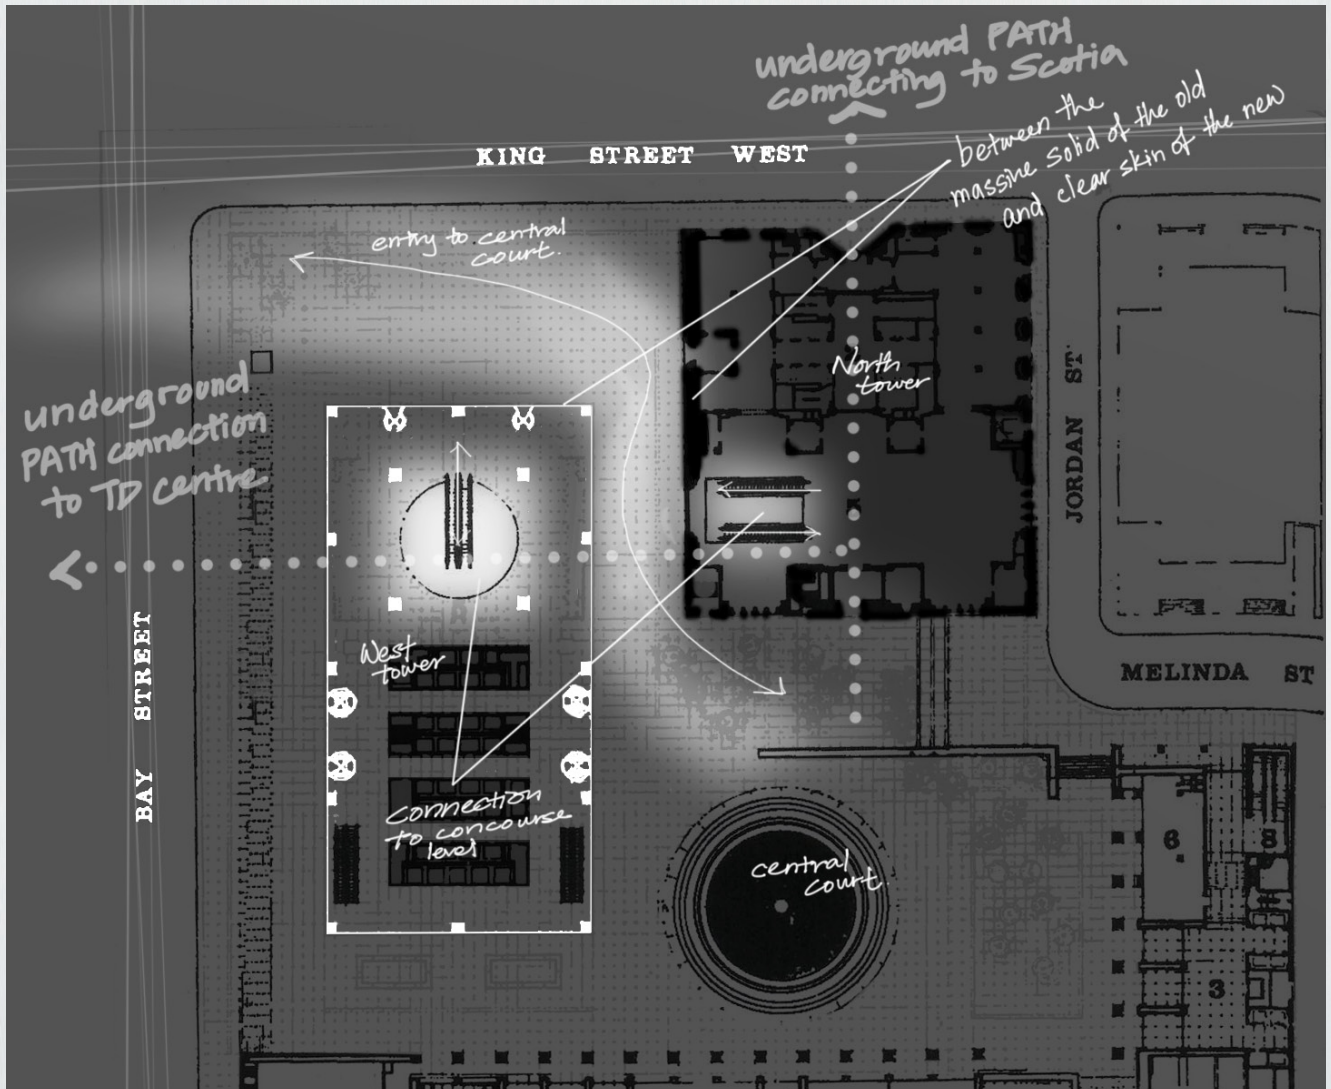 underground PATH
connecting to Scotia
between the
massive solid of the old
and clear skin of the new
KING STREET WEST
entry to central
court.
North
tower
underground
PATH connection
to TD centre
JORDAN ST.
West
tower
BAY STREET
MELINDA ST
Connection
to concourse
level
central
court
6
8
3